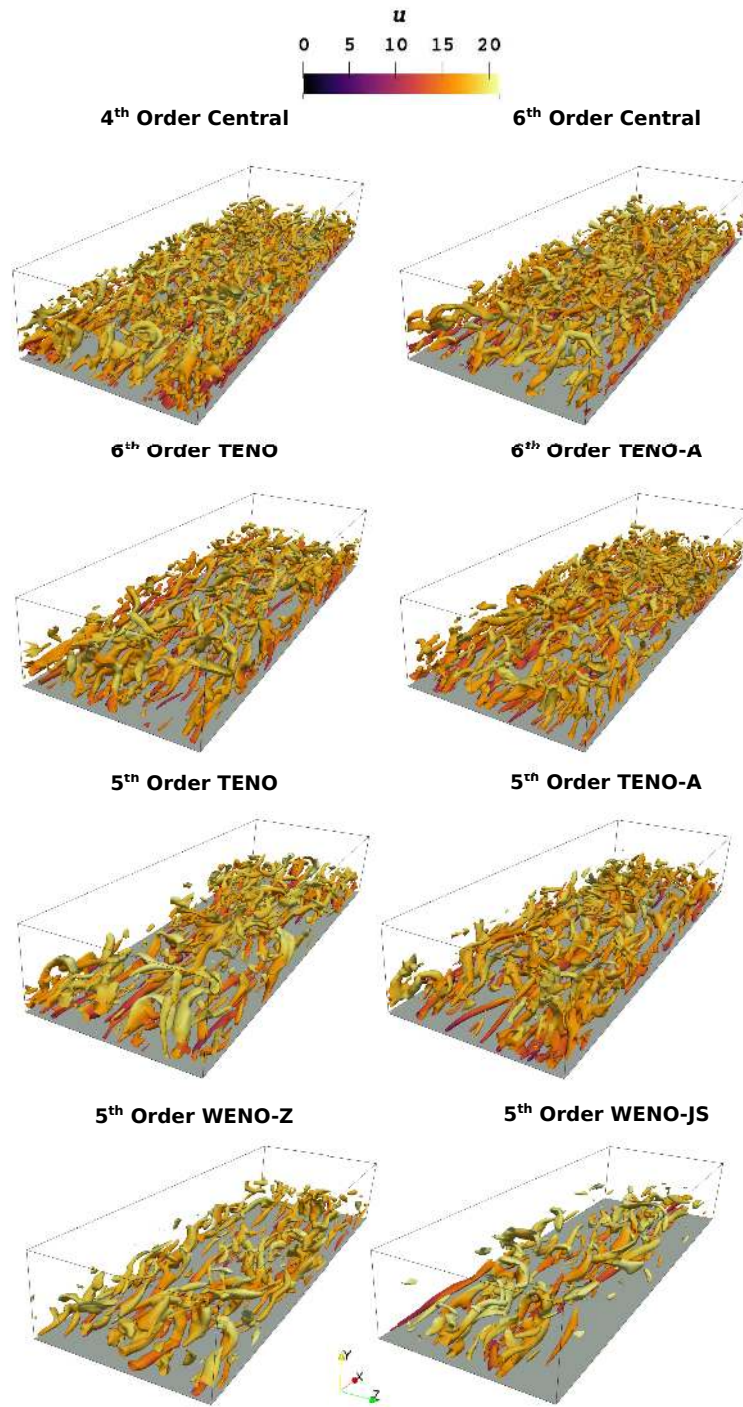 u
0 5 10 15 20
4th Order Central 6th Order Central
6th Order TENO 6th Order TENO-A
5th Order TENO 5th Order TENO-A
5th Order WENO-Z 5th Order WENO-JS
Y
X
Z